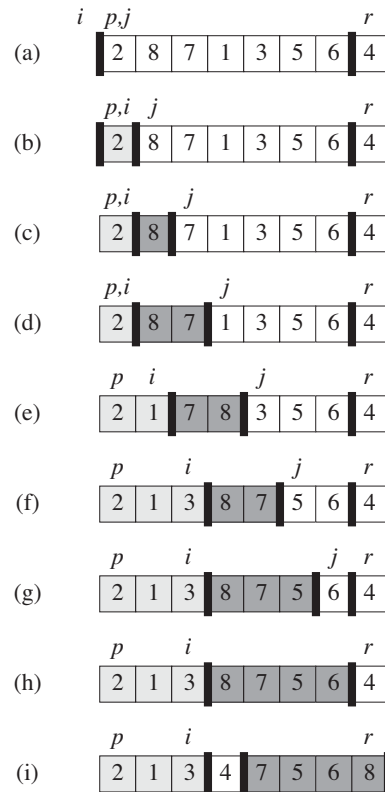 i p,j r
(a) 2 8 7 1 3 5 6 4
p,i j r
(b) 2 8 7 1 3 5 6 4
p,i j r
(c) 2 8 7 1 3 5 6 4
p,i j r
(d) 2 8 7 1 3 5 6 4
p i j r
(e) 2 1 7 8 3 5 6 4
p i j r
(f) 2 1 3 8 7 5 6 4
p i j r
(g) 2 1 3 8 7 5 6 4
p i r
(h) 2 1 3 8 7 5 6 4
p i r
(i) 2 1 3 4 7 5 6 8